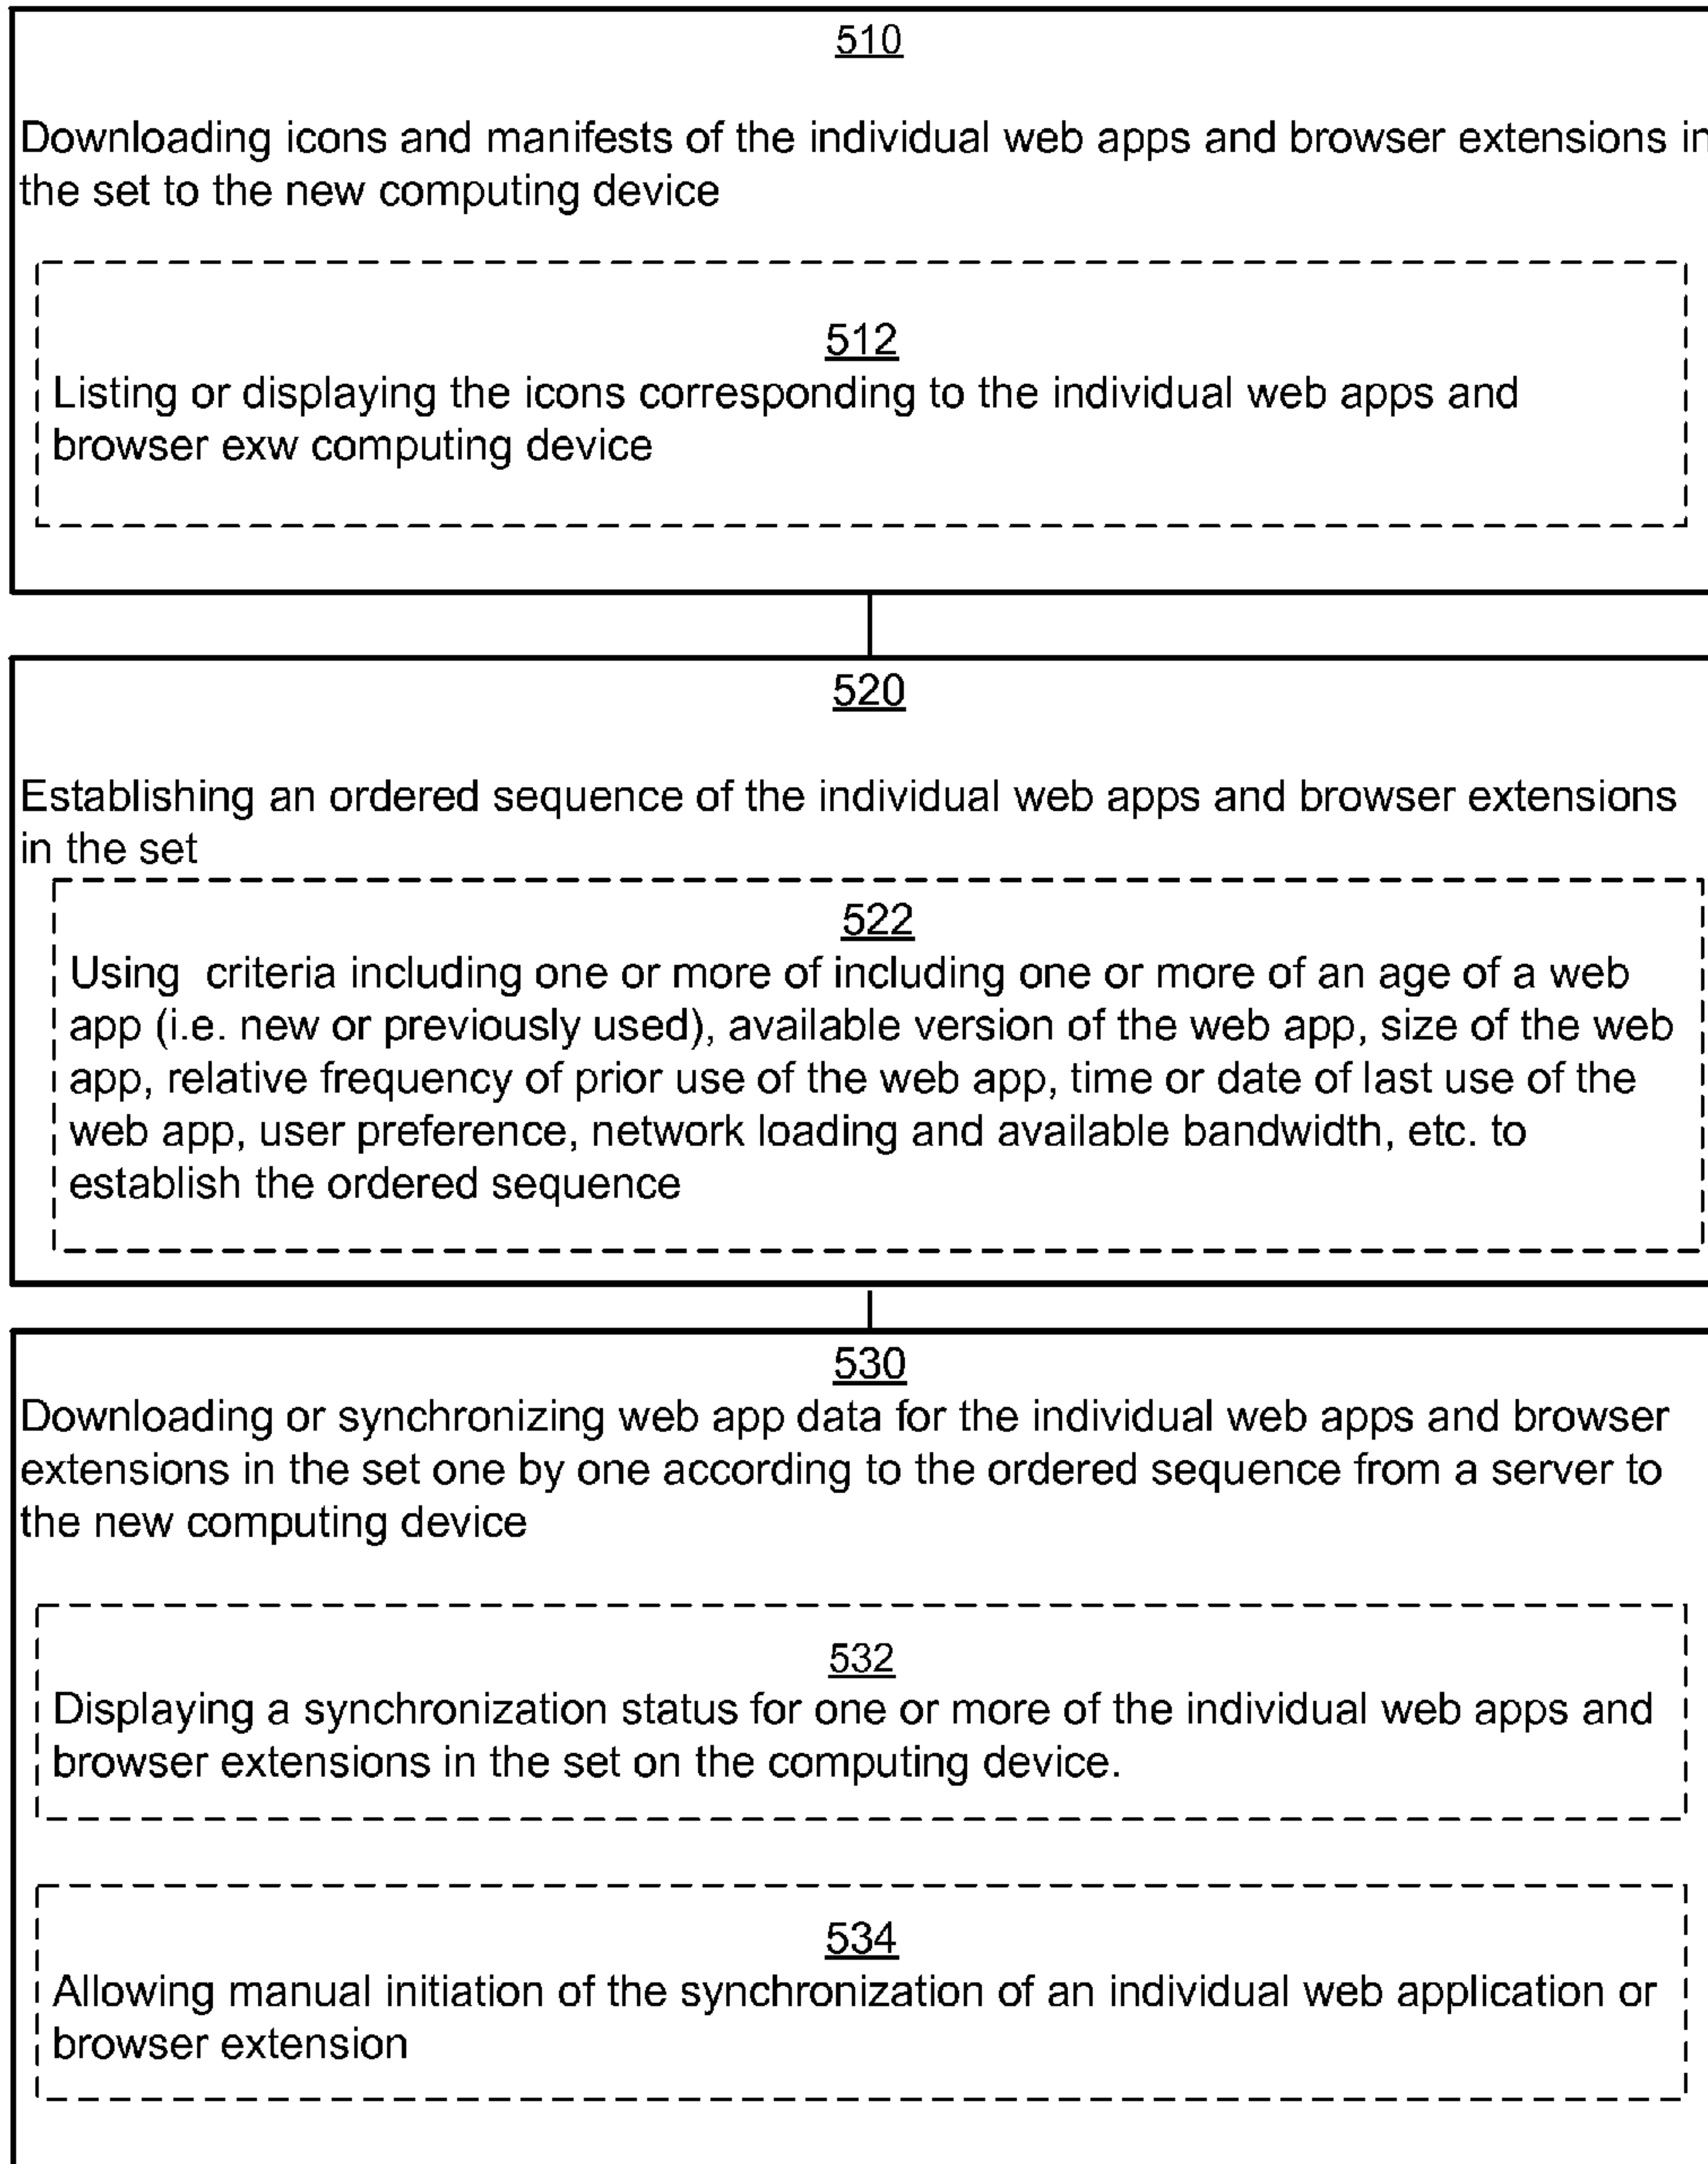 510
Downloading icons and manifests of the individual web apps and browser extensions in
the set to the new computing device
512
Listing or displaying the icons corresponding to the individual web apps and
browser exw computing device
520
Establishing an ordered sequence of the individual web apps and browser extensions
in the set
522
Using criteria including one or more of including one or more of an age of a web
app (i.e. new or previously used), available version of the web app, size of the web
app, relative frequency of prior use of the web app, time or date of last use of the
web app, user preference, network loading and available bandwidth, etc. to
establish the ordered sequence
530
Downloading or synchronizing web app data for the individual web apps and browser
extensions in the set one by one according to the ordered sequence from a server to
the new computing device
532
Displaying a synchronization status for one or more of the individual web apps and
browser extensions in the set on the computing device.
534
Allowing manual initiation of the synchronization of an individual web application or
browser extension